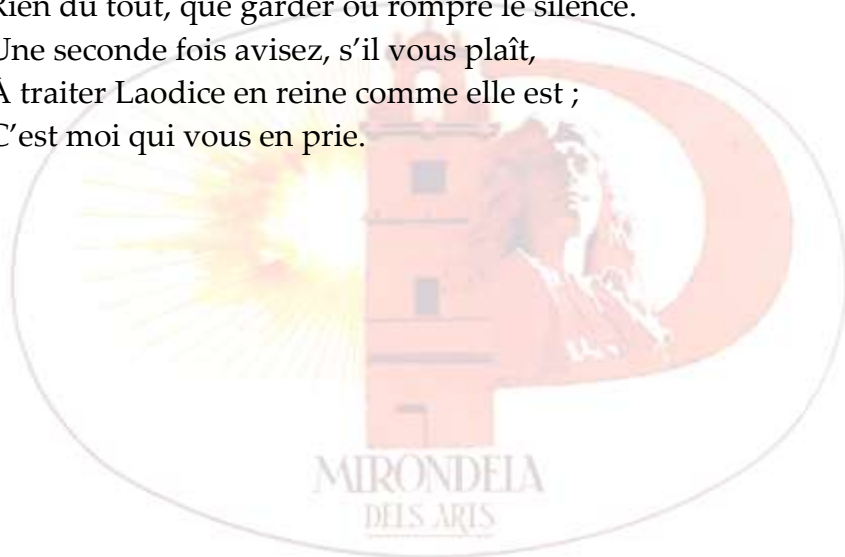 Rien du tout, que garder ou rompre le silence.
Une seconde fois avisez, s’il vous plaît,
À traiter Laodice en reine comme elle est ;
C’est moi qui vous en prie.
MIRONDELA
DELS ARTS